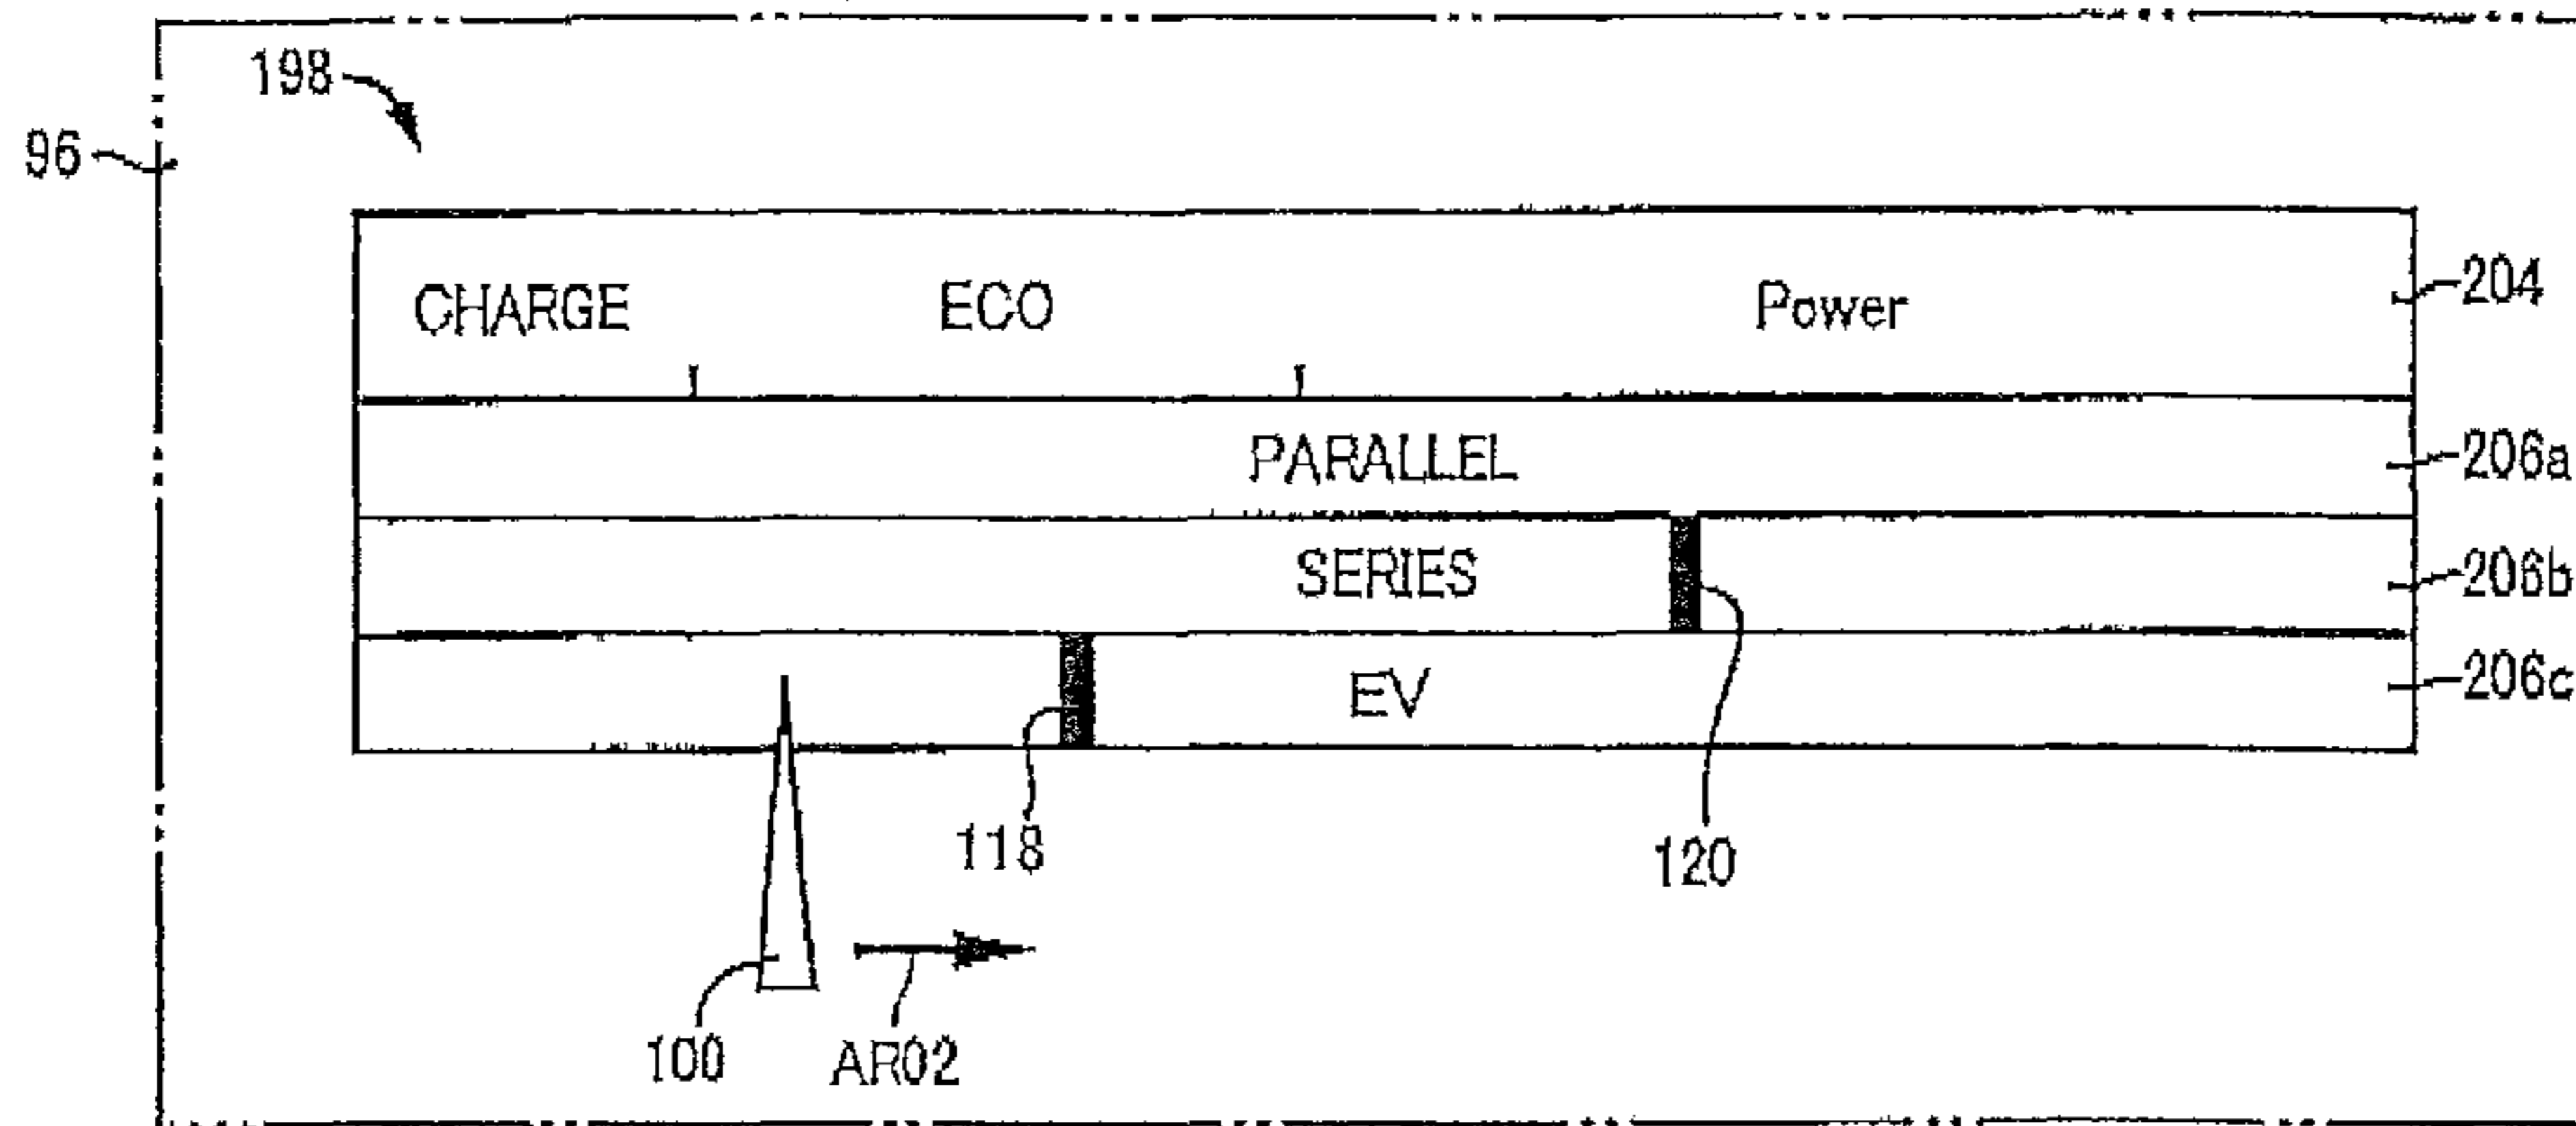 198
96
CHARGE ECO Power 204
PARALLEL 206a
SERIES 206b
EV 206c
118 120
100 AR02